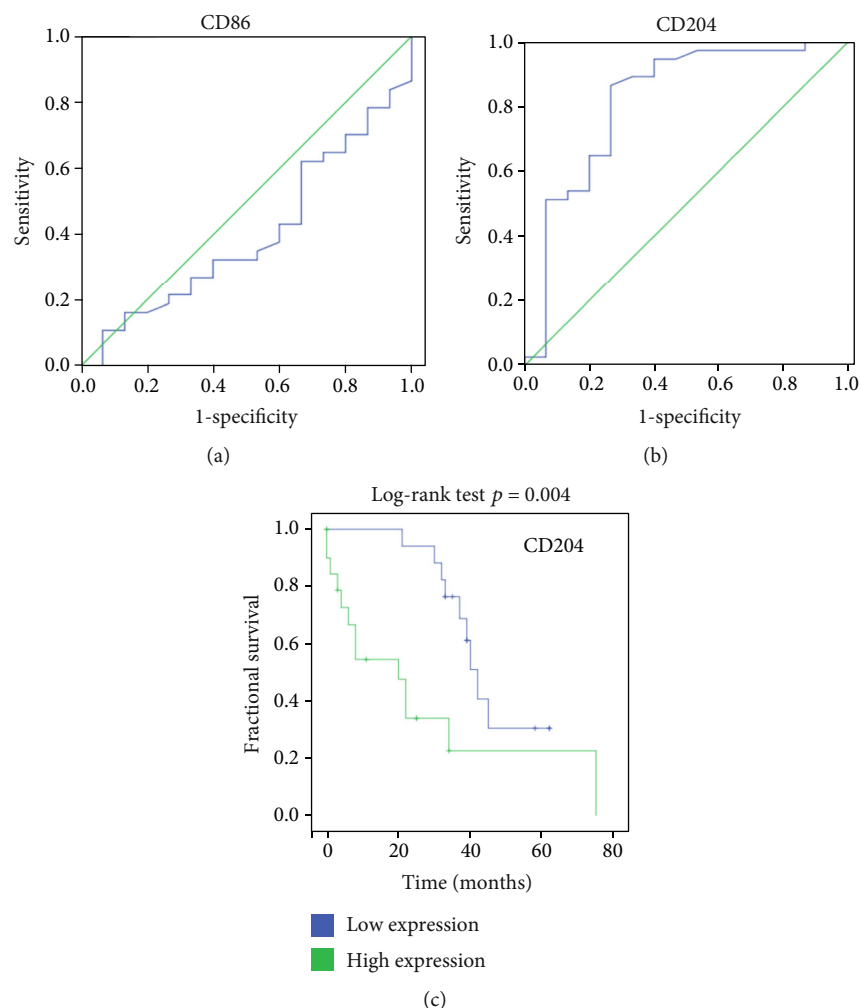 CD86
1.0
0.8
0.6
0.4
0.2
0.0
Sensitivity
0.0 0.2 0.4 0.6 0.8 1.0
1-specificity
(a)
CD204
1.0
0.8
0.6
0.4
0.2
0.0
Sensitivity
0.0 0.2 0.4 0.6 0.8 1.0
1-specificity
(b)
Log-rank test p = 0.004
CD204
1.0
0.8
0.6
0.4
0.2
0.0
Fractional survival
0 20 40 60 80
Time (months)
Low expression
High expression
(c)